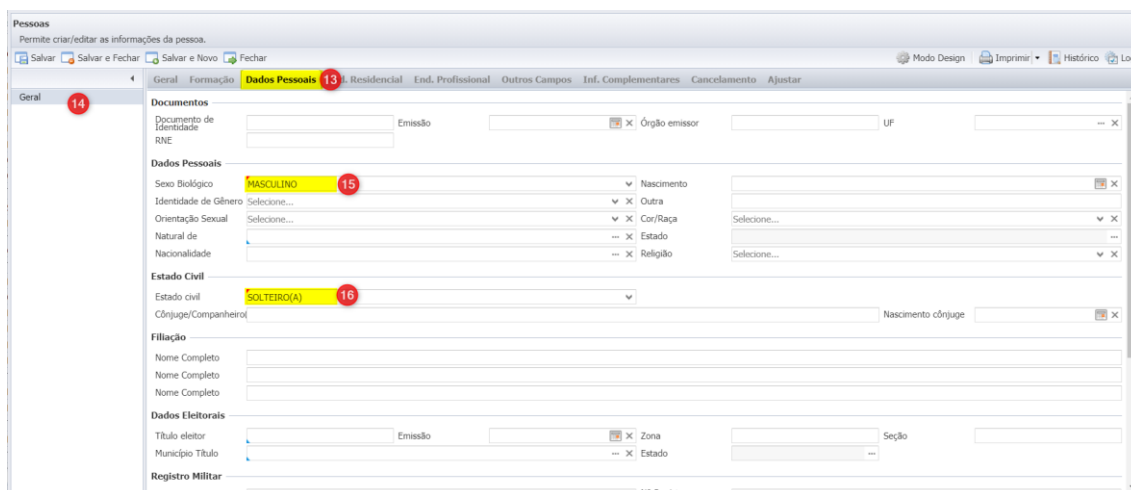 Pessoas
Permite criar/editar as informações da pessoa.
Salvar Salvar e Fechar Salvar e Novo Fechar Modo Design Imprimir Histórico Lo
Geral Formação Dados Pessoais 13 d. Residencial End. Profissional Outros Campos Inf. Complementares Cancelamento Ajustar
Geral 14
Documentos
Documento de Identidade Emissão Órgão emissor UF
RNE
Dados Pessoais
Sexo Biológico MASCULINO 15 Nascimento
Identidade de Gênero Selecione... Outra
Orientação Sexual Selecione... Cor/Raça Selecione...
Natural de Estado
Nacionalidade Religião Selecione...
Estado Civil
Estado civil SOLTEIRO(A) 16
Cônjuge/Companheiro( Nascimento cônjuge
Filiação
Nome Completo
Nome Completo
Nome Completo
Dados Eleitorais
Título eleitor Emissão Zona Seção
Município Título Estado
Registro Militar